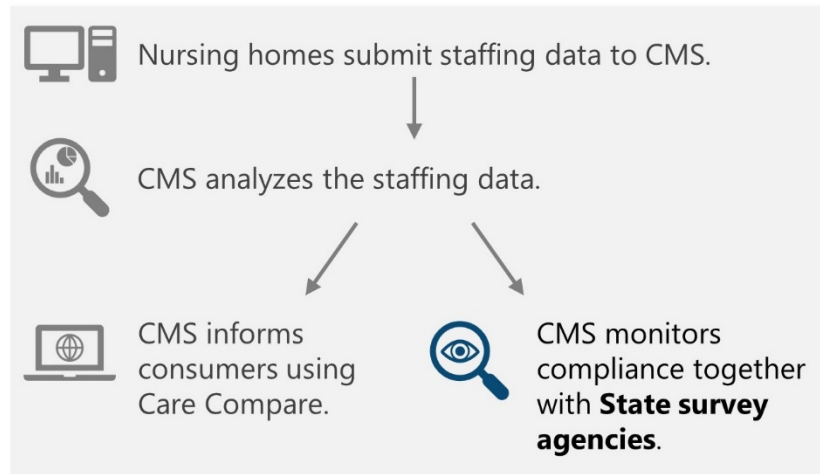 Nursing homes submit staffing data to CMS.
CMS analyzes the staffing data.
CMS informs
consumers using
Care Compare.
CMS monitors
compliance together
with State survey
agencies.